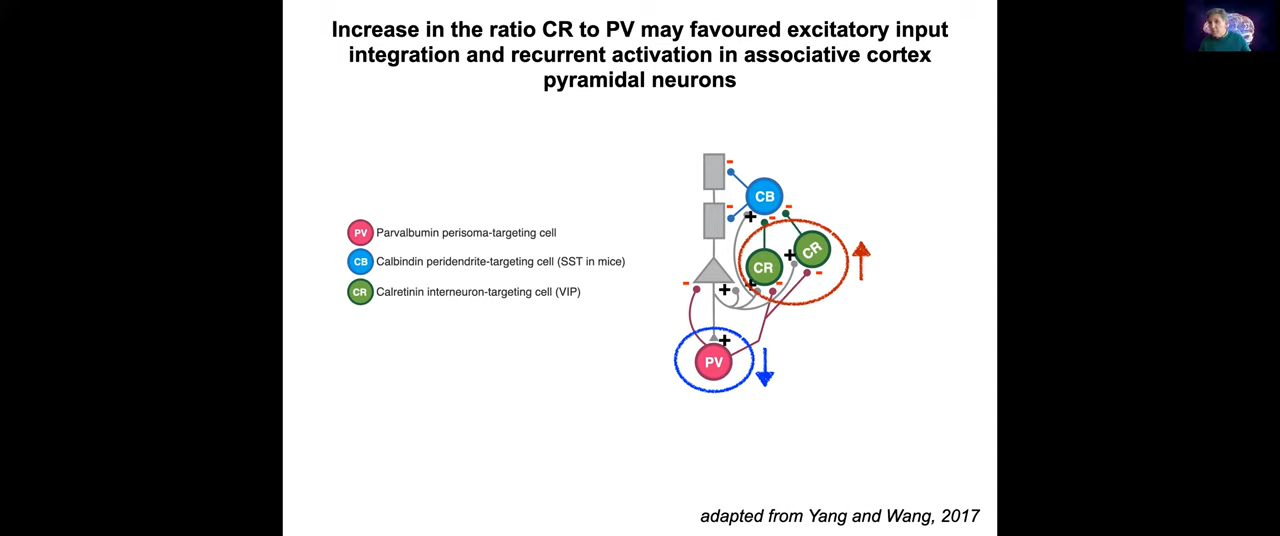 Increase in the ratio CR to PV may favoured excitatory input
integration and recurrent activation in associative cortex
pyramidal neurons
PV Parvalbumin perisoma-targeting cell
CB Calbindin peridendrite-targeting cell (SST in mice)
CR Calretinin interneuron-targeting cell (VIP)
-
CB
-
-
+
-
CR
+
CR
-
-
+
+
-
+
PV
adapted from Yang and Wang, 2017